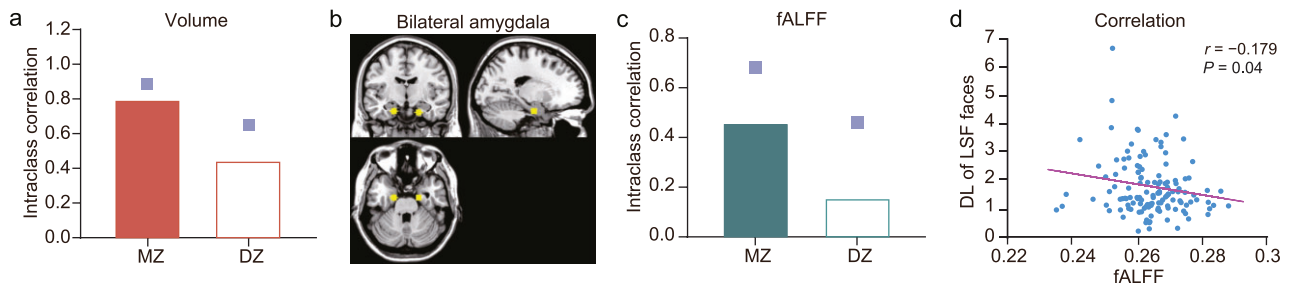 a
Volume
Intraclass correlation
1.2
1.0
0.8
0.6
0.4
0.2
0.0
MZ
DZ
b
Bilateral amygdala
c
fALFF
Intraclass correlation
0.8
0.6
0.4
0.2
0.0
MZ
DZ
d
Correlation
r = −0.179
P = 0.04
DL of LSF faces
7
6
5
4
3
2
1
0
0.22
0.24
0.26
0.28
0.3
fALFF